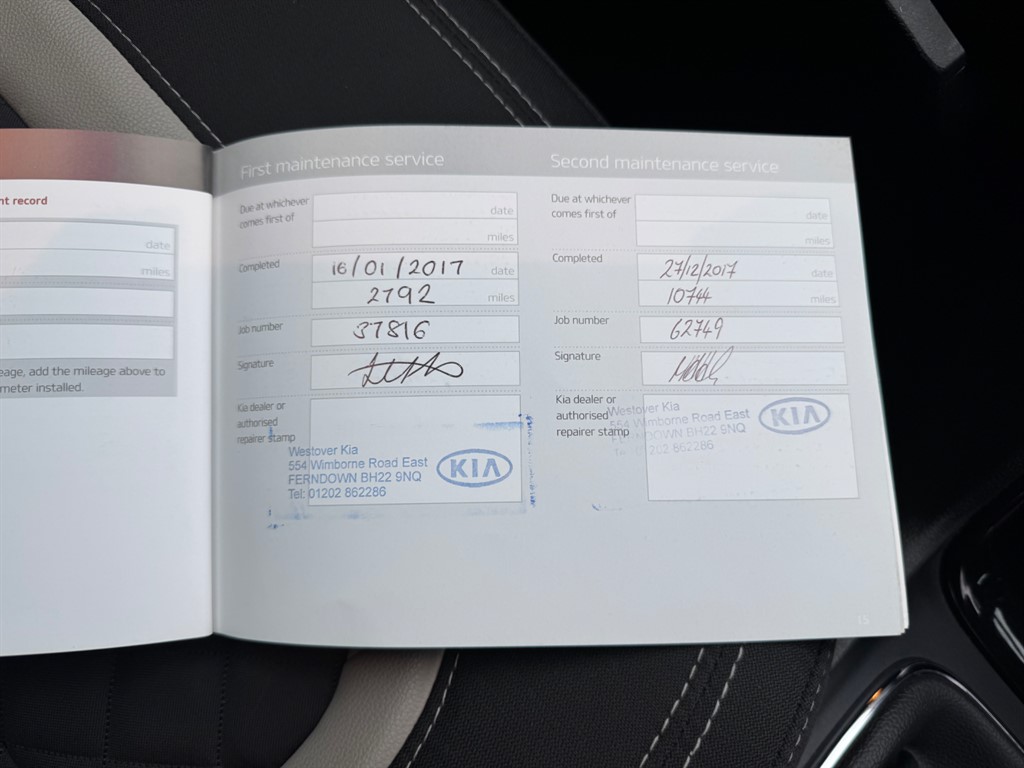 nt record
date
miles
eage, add the mileage above to
meter installed.
First maintenance service
Due at whichever
comes first of
date
miles
Completed
16/01/2017 date
2792 miles
Job number
37816
Signature
Kia dealer or
authorised
repairer stamp
Westover Kia
554 Wimborne Road East
FERNDOWN BH22 9NQ
Tel: 01202 862286
KIA
Second maintenance service
Due at whichever
comes first of
date
miles
Completed
27/12/2017 date
10744 miles
Job number
62749
Signature
Kia dealer or
authorised
repairer stamp
Westover Kia
554 Wimborne Road East
FERNDOWN BH22 9NQ
Tel: 01202 862286
KIA
15